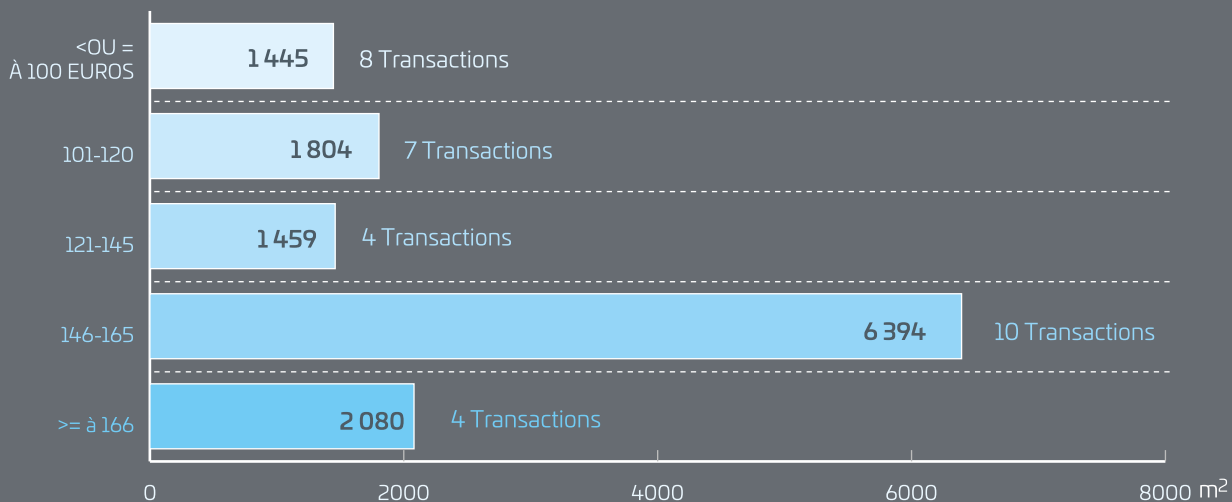 <OU =
À 100 EUROS
1 445
8 Transactions
101-120
1 804
7 Transactions
121-145
1 459
4 Transactions
146-165
6 394
10 Transactions
>= à 166
2 080
4 Transactions
0 2000 4000 6000 8000 m²